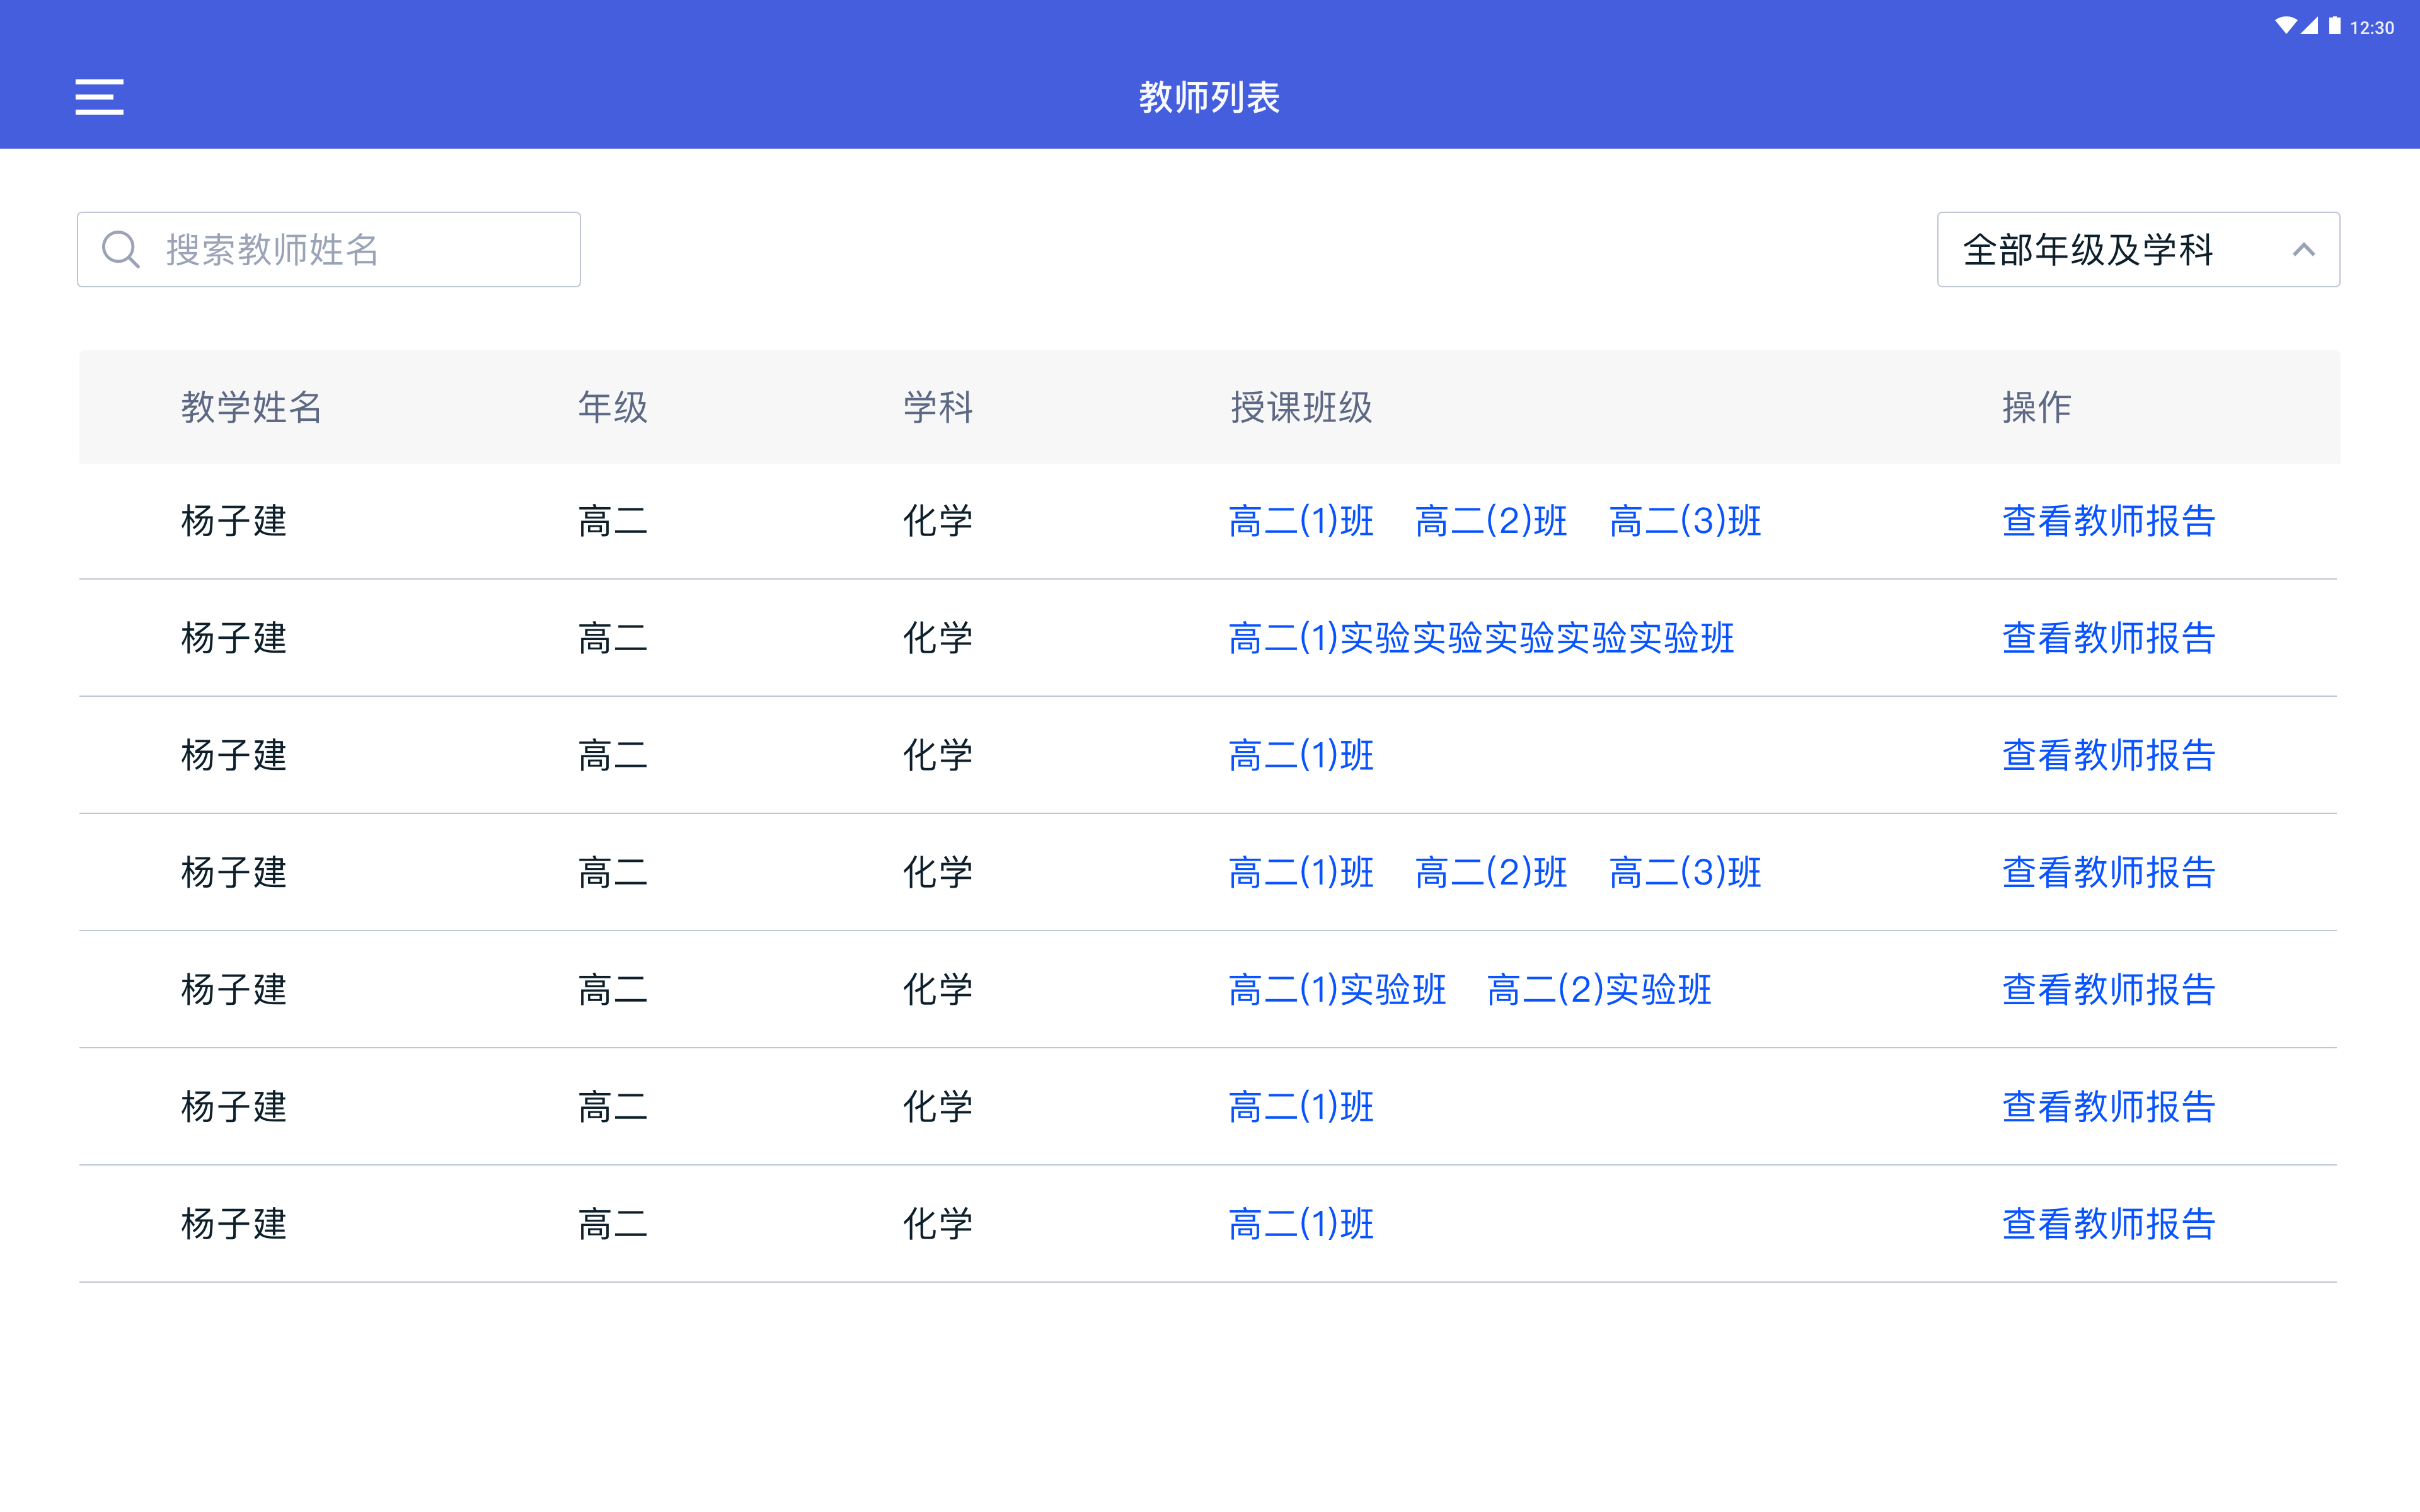 12:30
教师列表
搜索教师姓名 全部年级及学科
教学姓名 年级 学科 授课班级 操作
杨子建 高二 化学 高二(1)班 高二(2)班 高二(3)班 查看教师报告
杨子建 高二 化学 高二(1)实验实验实验实验实验班 查看教师报告
杨子建 高二 化学 高二(1)班 查看教师报告
杨子建 高二 化学 高二(1)班 高二(2)班 高二(3)班 查看教师报告
杨子建 高二 化学 高二(1)实验班 高二(2)实验班 查看教师报告
杨子建 高二 化学 高二(1)班 查看教师报告
杨子建 高二 化学 高二(1)班 查看教师报告